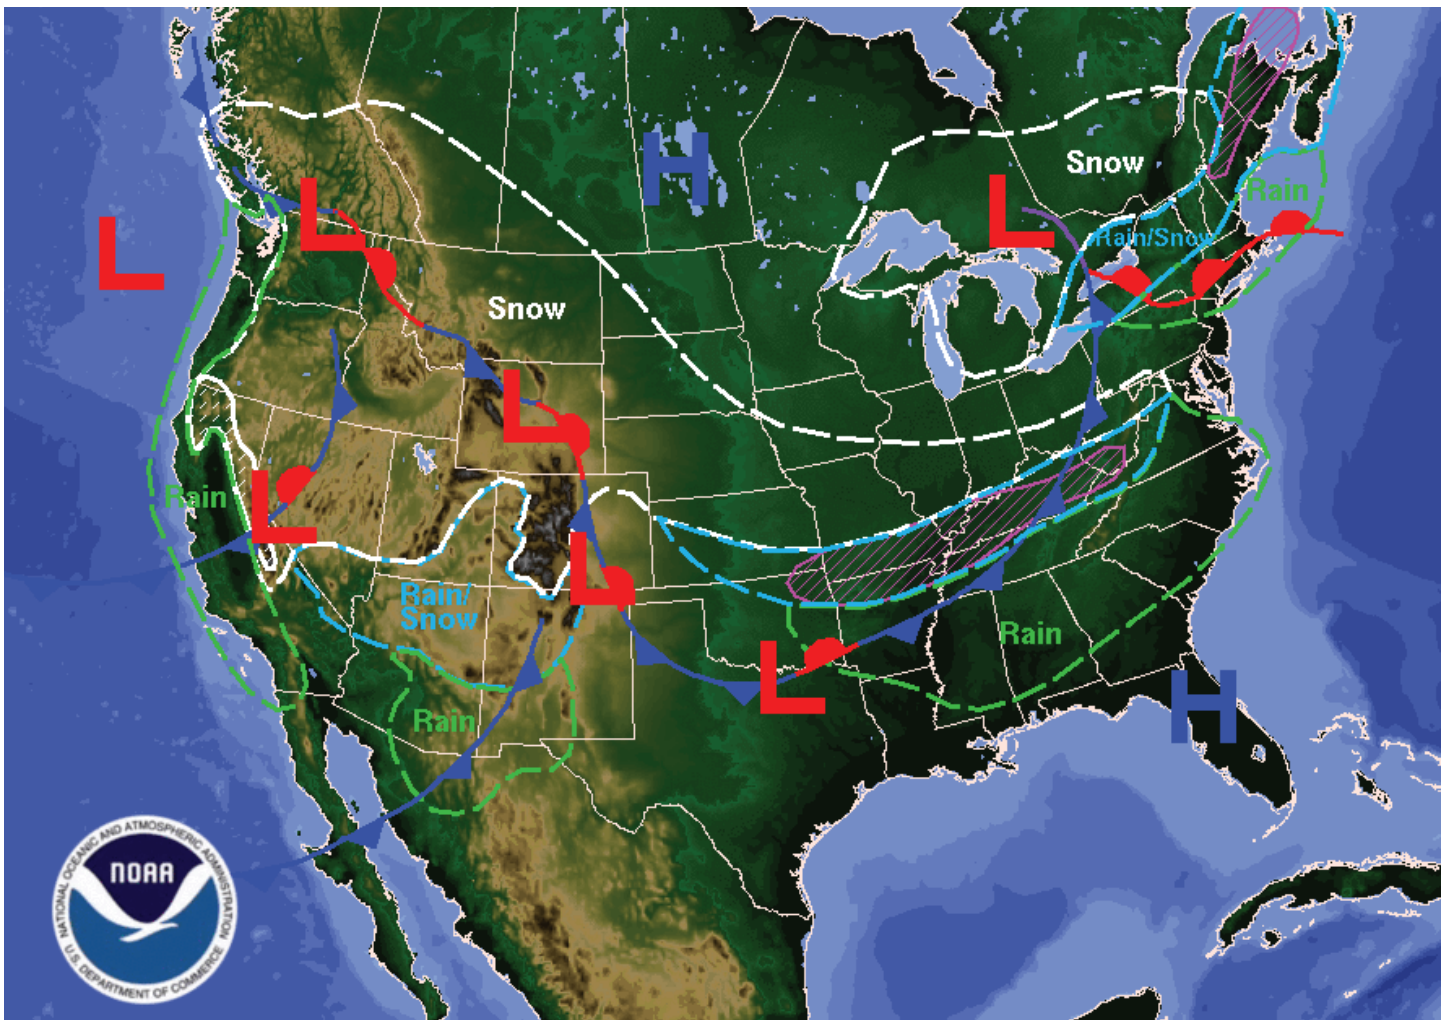 H
Snow
L
L
L
Rain
Rain/Snow
L
Snow
L
Rain
L
L
Rain/
Snow
Rain
L
H
Rain
NATIONAL OCEANIC AND ATMOSPHERIC ADMINISTRATION
NOAA
U.S. DEPARTMENT OF COMMERCE